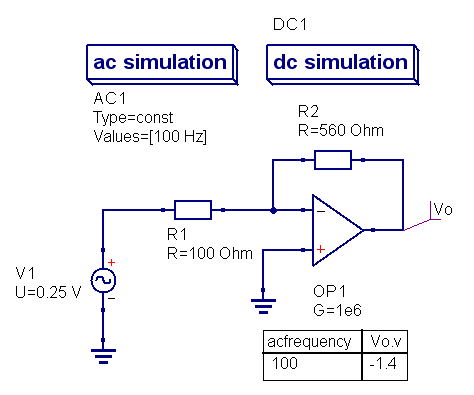 DC1
ac simulation
dc simulation
AC1
Type=const
Values=[100 Hz]
R2
R=560 Ohm
Vo
R1
R=100 Ohm
−
+
+
−
V1
U=0.25 V
OP1
G=1e6
acfrequency Vo.v
100 -1.4